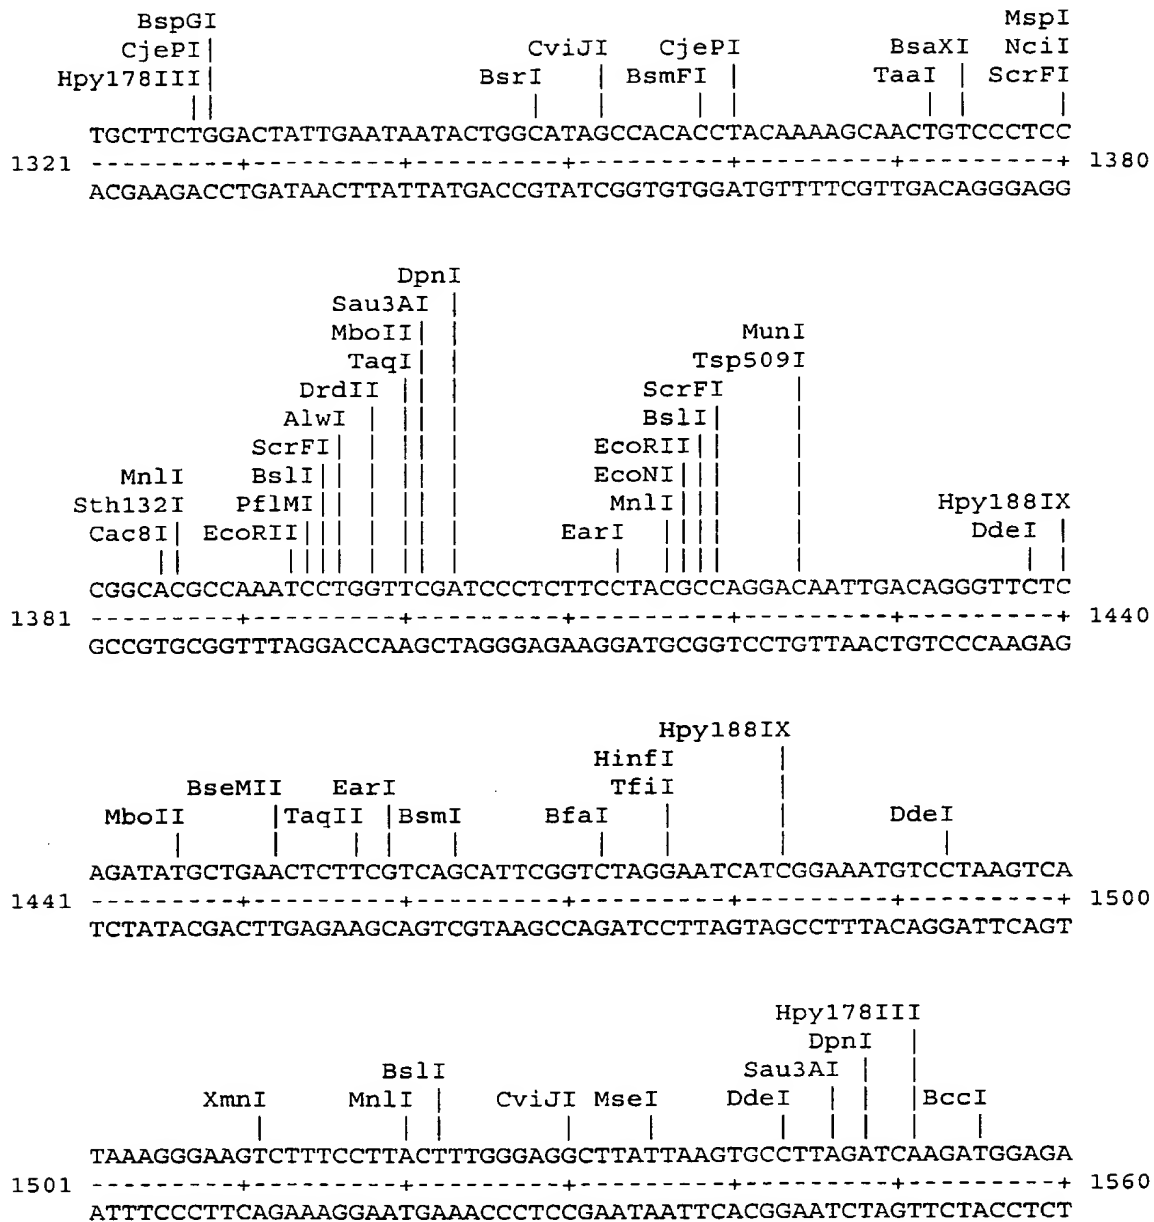 BspGI MspI
CjePI CviJI CjePI BsaXI NciI
Hpy178III BsrI BsmFI TaaI ScrFI
TGCTTCTGGACTATTGAATAATACTGGCATAGCCACACCTACAAAAGCAACTGTCCCTCC
1321 ---------+---------+---------+---------+---------+---------+ 1380
ACGAAGACCTGATAACTTATTATGACCGTATCGGTGTGGATGTTTTCGTTGACAGGGAGG
DpnI
Sau3AI
MboII MunI
TaqI Tsp509I
DrdII ScrFI
AlwI BslI
ScrFI EcoRII
MnlI BslI EcoNI
Sth132I PflMI MnlI Hpy188IX
Cac8I EcoRII EarI DdeI
CGGCACGCCAAATCCTGGTTCGATCCCTCTTCCTACGCCAGGACAATTGACAGGGTTCTC
1381 ---------+---------+---------+---------+---------+---------+ 1440
GCCGTGCGGTTTAGGACCAAGCTAGGGAGAAGGATGCGGTCCTGTTAACTGTCCCAAGAG
Hpy188IX
HinfI
BseMII EarI TfiI
MboII TaqII BsmI BfaI DdeI
AGATATGCTGAACTCTTCGTCAGCATTCGGTCTAGGAATCATCGGAAATGTCCTAAGTCA
1441 ---------+---------+---------+---------+---------+---------+ 1500
TCTATACGACTTGAGAAGCAGTCGTAAGCCAGATCCTTAGTAGCCTTTACAGGATTCAGT
Hpy178III
DpnI
BslI Sau3AI
XmnI MnlI CviJI MseI DdeI BccI
TAAAGGGAAGTCTTTCCTTACTTTGGGAGGCTTATTAAGTGCCTTAGATCAAGATGGAGA
1501 ---------+---------+---------+---------+---------+---------+ 1560
ATTTCCCTTCAGAAAGGAATGAAACCCTCCGAATAATTCACGGAATCTAGTTCTACCTCT